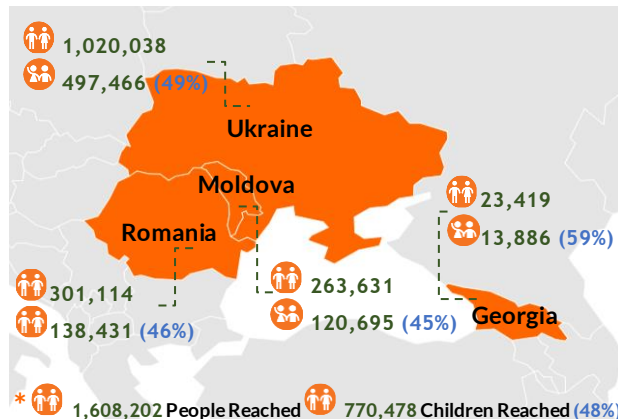 1,020,038
497,466 (49%)
Ukraine
Moldova
Romania
23,419
13,886 (59%)
Georgia
301,114
138,431 (46%)
263,631
120,695 (45%)
* 1,608,202 People Reached 770,478 Children Reached (48%)